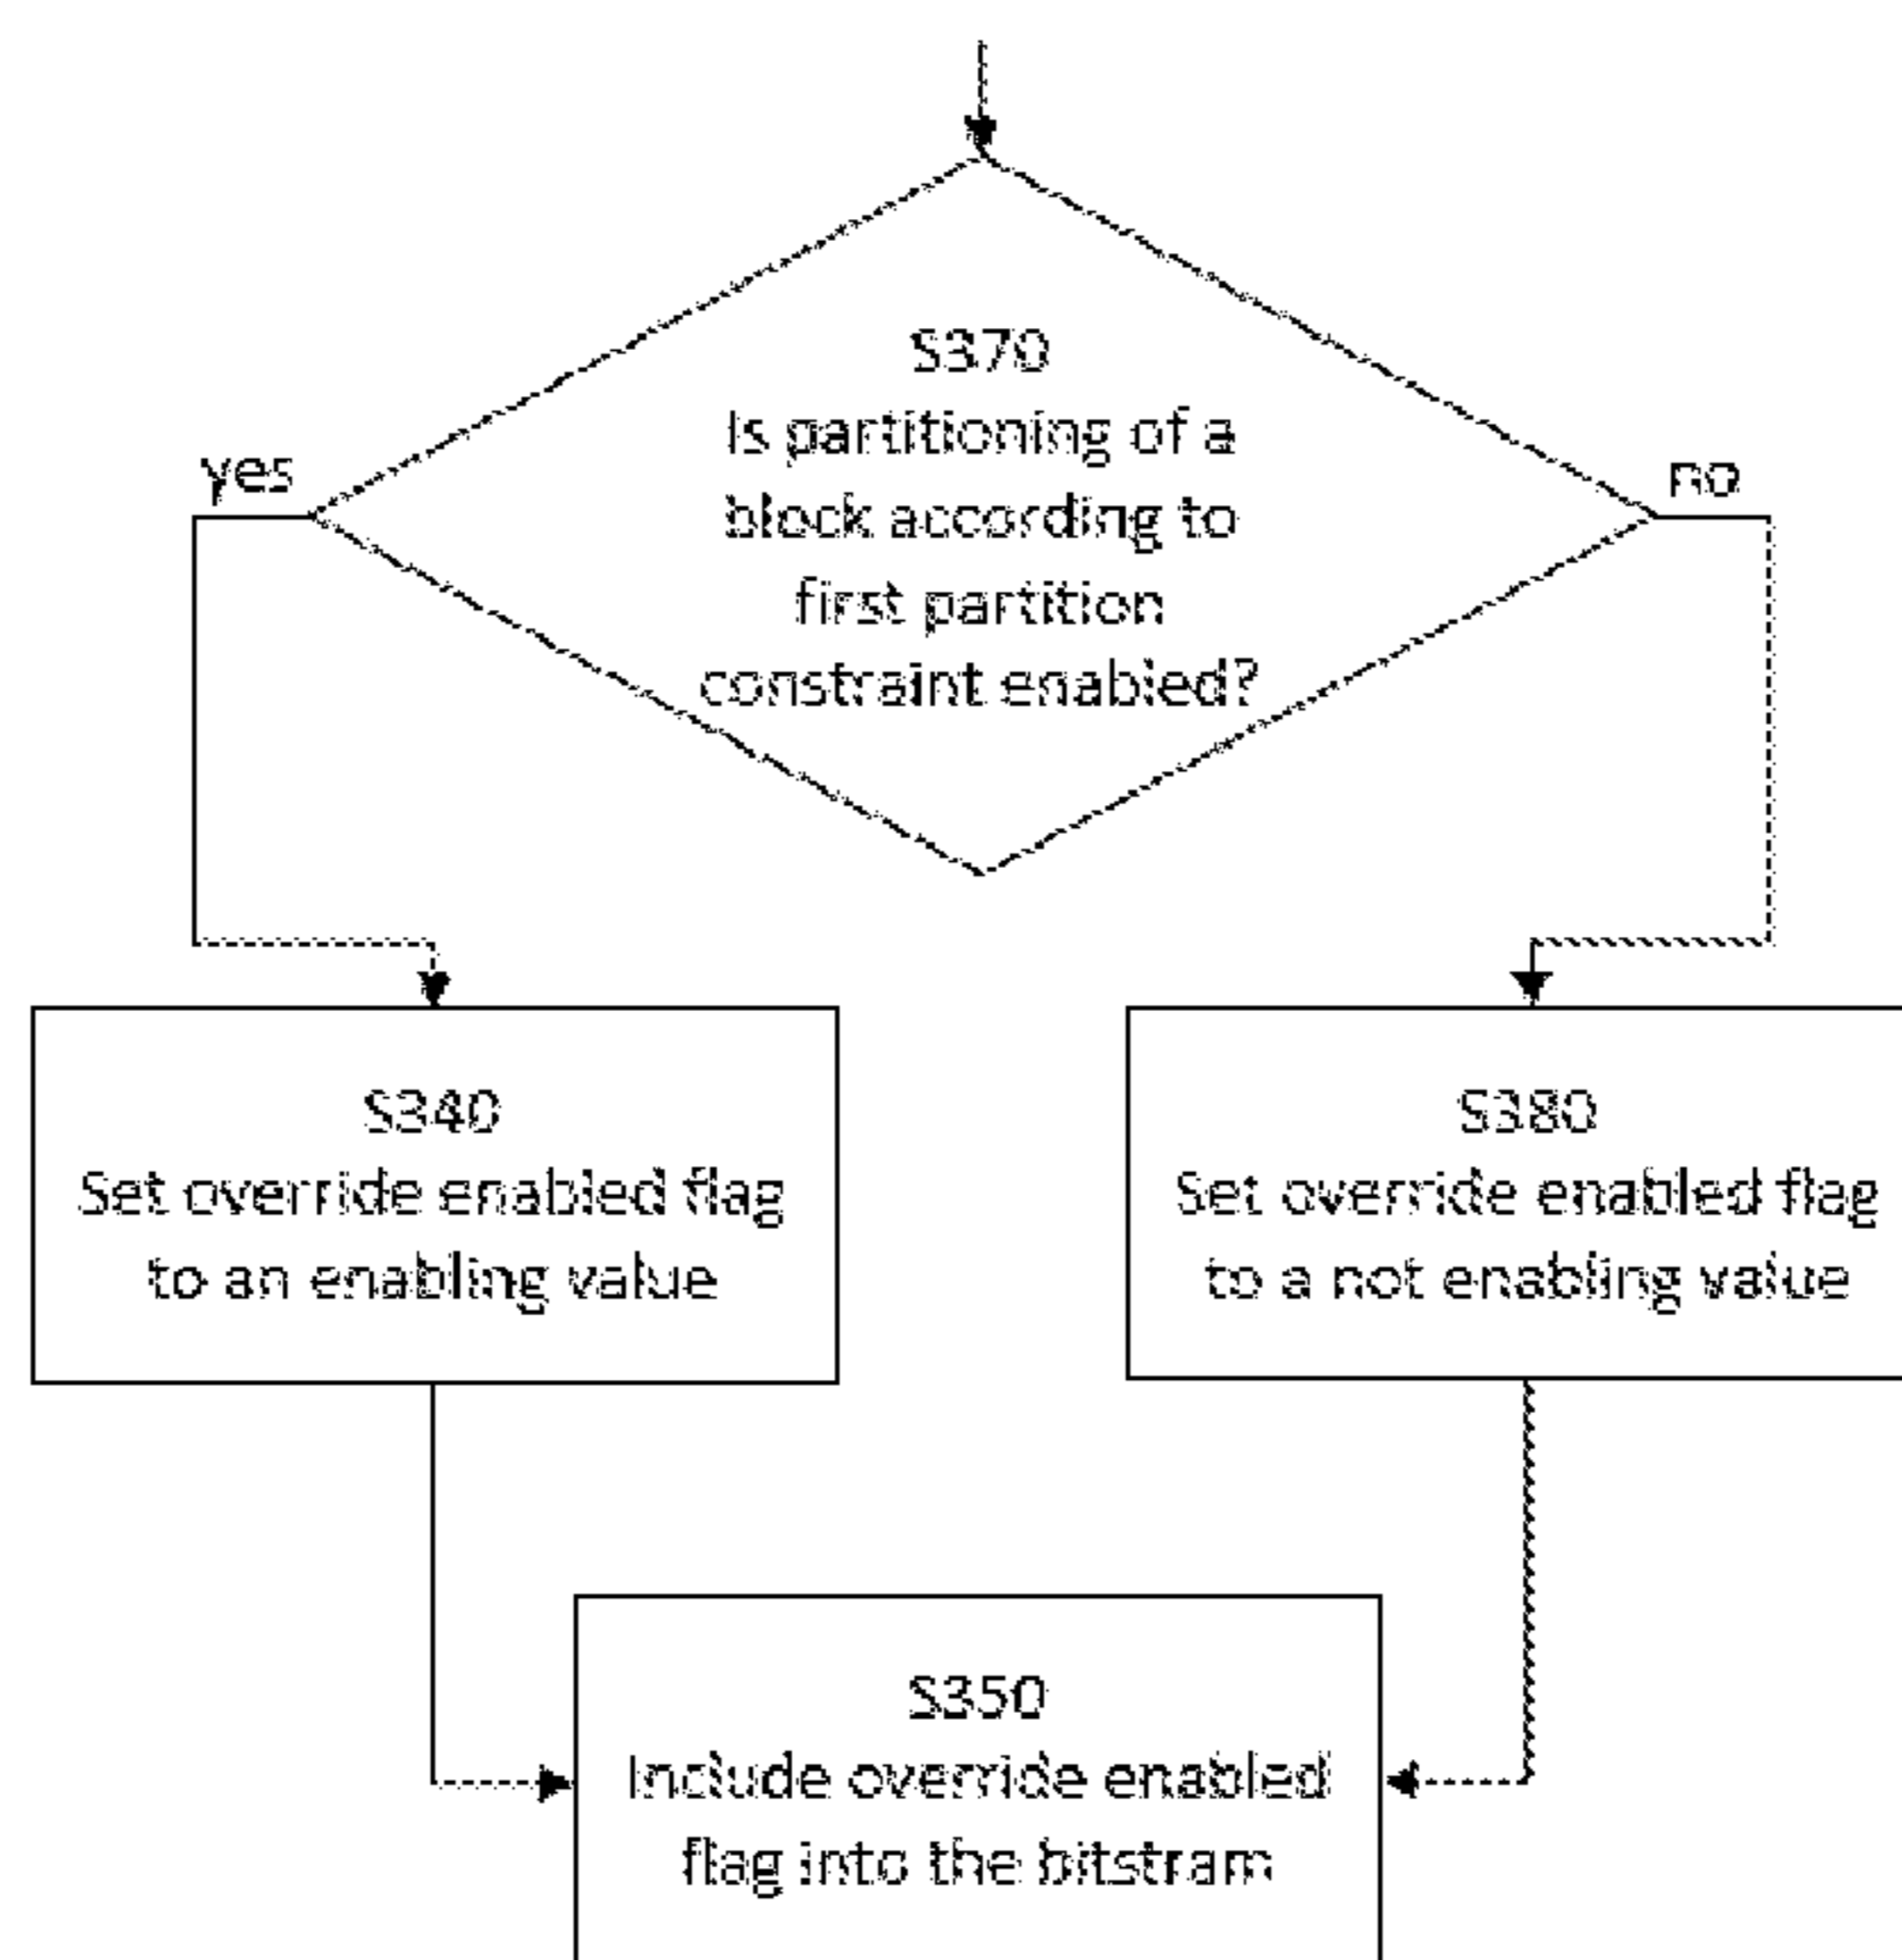 S370
Is partitioning of a
block according to
first partition
constraint enabled?
yes
no
S340
Set override enabled flag
to an enabling value
S380
Set override enabled flag
to a not enabling value
S350
Include override enabled
flag into the bitstram